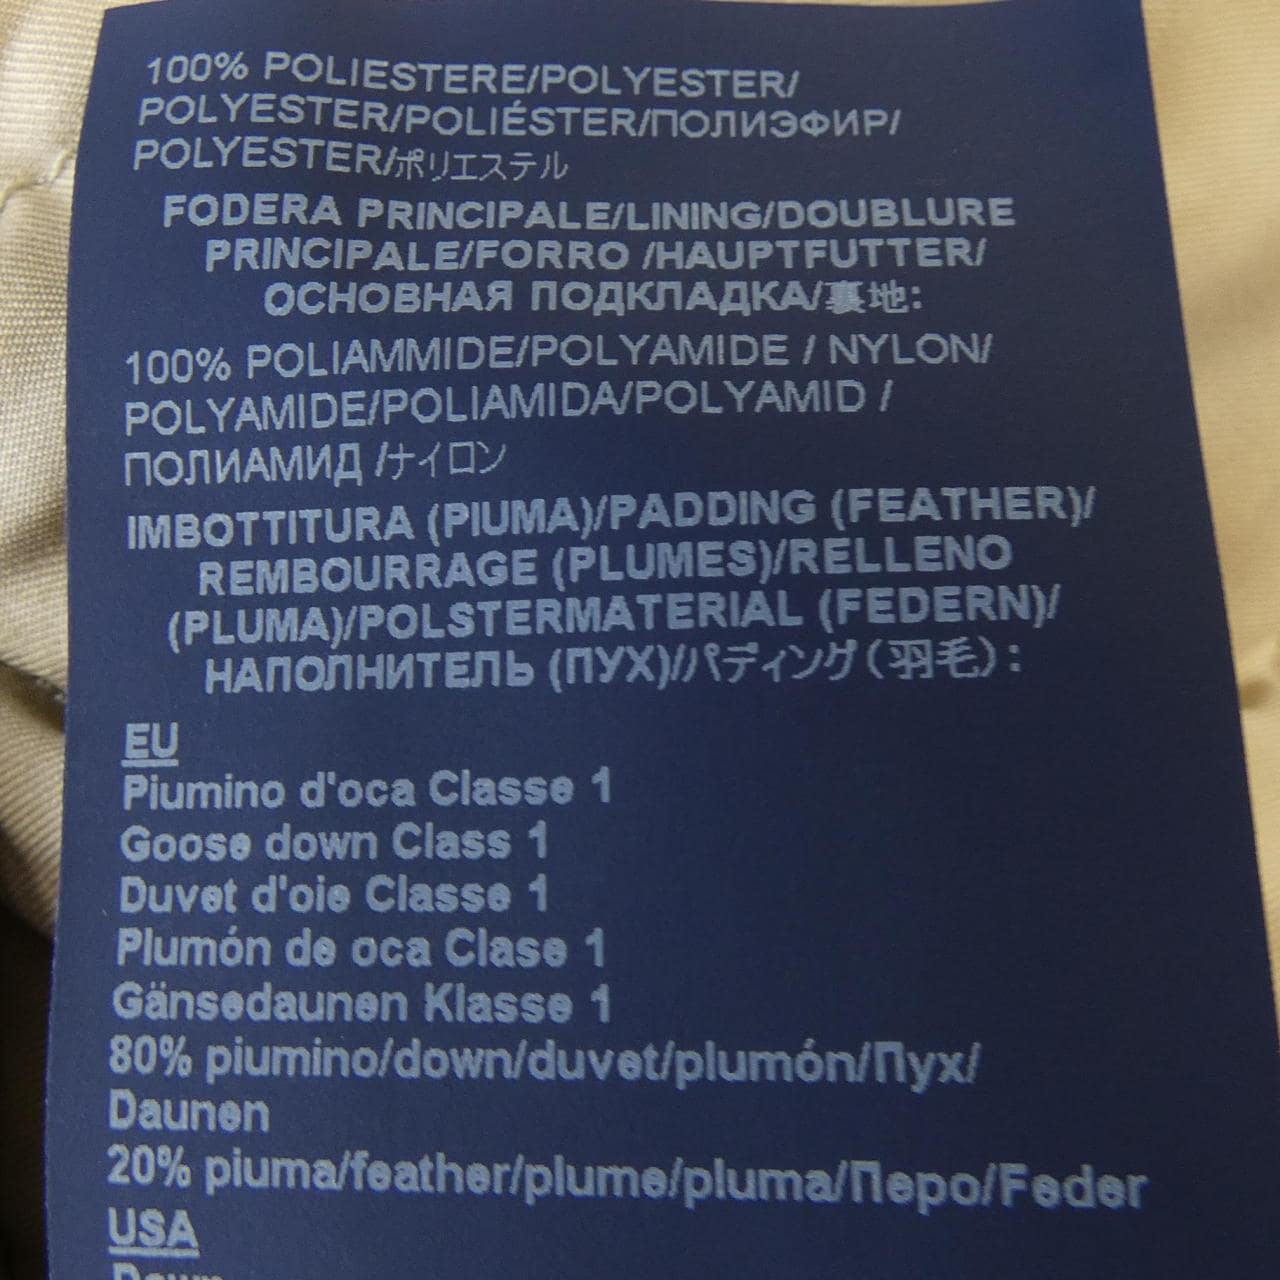 100% POLIESTERE/POLYESTER/
POLYESTER/POLIÉSTER/ПОЛИЭФИР/
POLYESTER/ポリエステル
FODERA PRINCIPALE/LINING/DOUBLURE
PRINCIPALE/FORRO /HAUPTFUTTER/
ОСНОВНАЯ ПОДКЛАДКА/裏地:
100% POLIAMMIDE/POLYAMIDE / NYLON/
POLYAMIDE/POLIAMIDA/POLYAMID /
ПОЛИАМИД /ナイロン
IMBOTTITURA (PIUMA)/PADDING (FEATHER)/
REMBOURRAGE (PLUMES)/RELLENO
(PLUMA)/POLSTERMATERIAL (FEDERN)/
НАПОЛНИТЕЛЬ (ПУХ)//パディング(羽毛):
EU
Piumino d'oca Classe 1
Goose down Class 1
Duvet d'oie Classe 1
Plumón de oca Clase 1
Gänsedaunen Klasse 1
80% piumino/down/duvet/plumón/Пух/
Daunen
20% piuma/feather/plume/pluma/Перо/Feder
USA
Down